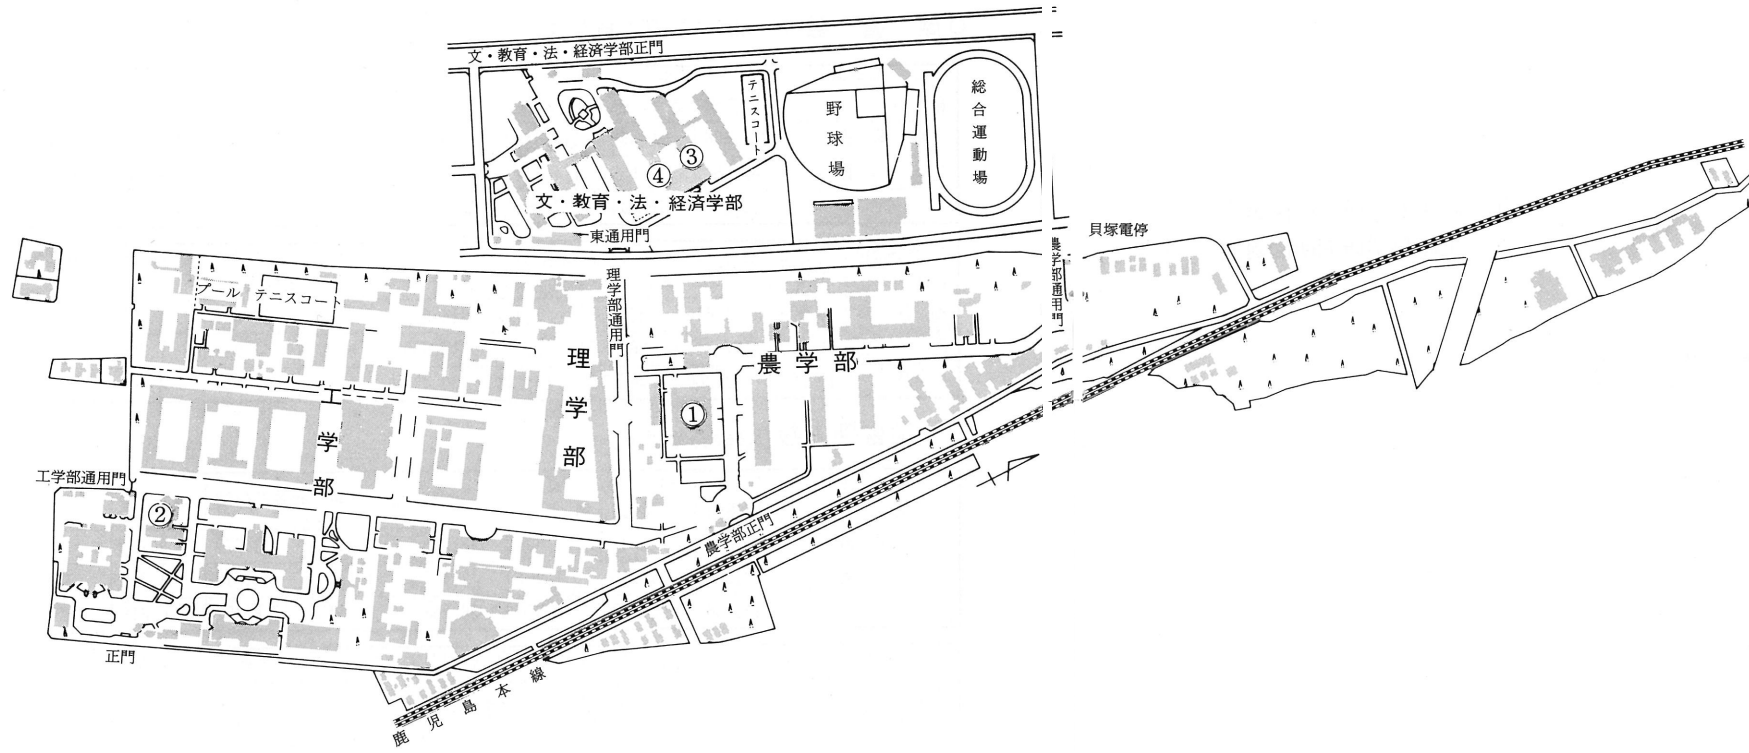 文・教育・法・経済学部正門
テニスコート
野球場
総合運動場
③
④
文・教育・法・経済学部
東通用門
貝塚電停
農学部通用門
理学部通用門
プール
テニスコート
理学部
農学部
①
工学部
工学部通用門
②
農学部正門
正門
鹿児島本線